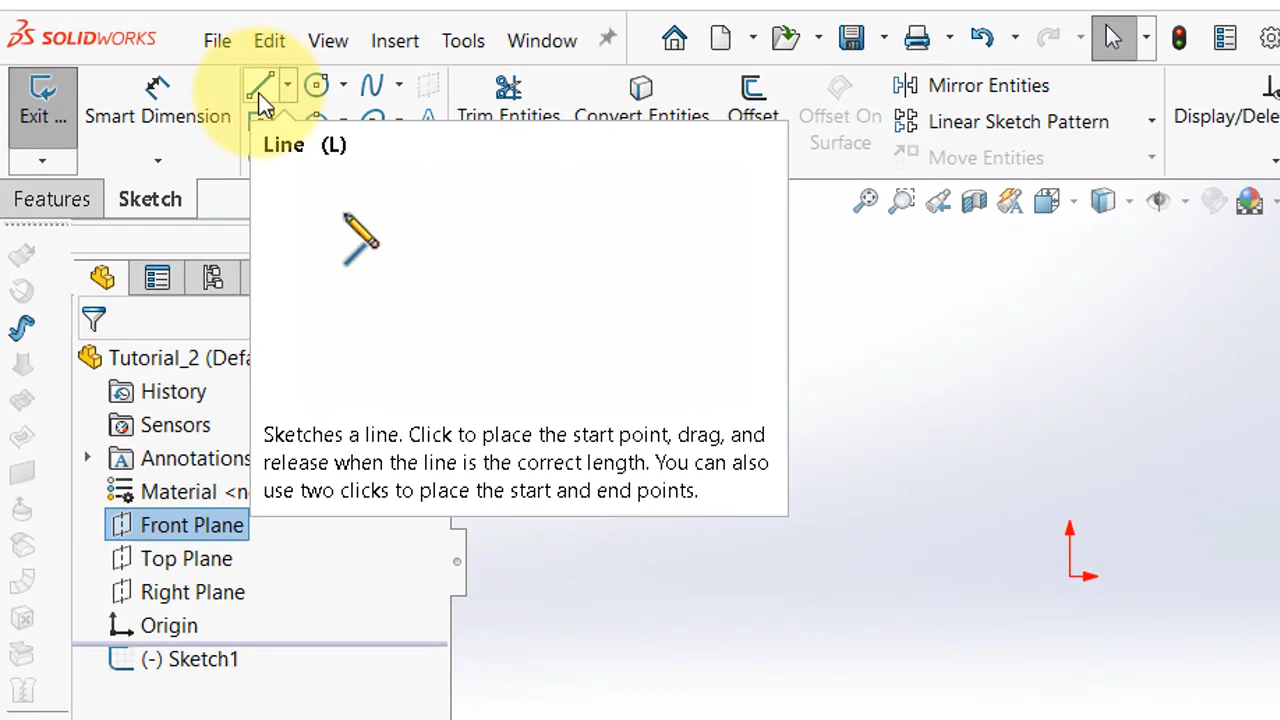 SOLIDWORKS File Edit View Insert Tools Window
Exit ... Smart Dimension Trim Entities Convert Entities Offset Offset On Surface Mirror Entities
Linear Sketch Pattern
Move Entities
Display/De
Line (L)
Features Sketch
Sketches a line. Click to place the start point, drag, and
release when the line is the correct length. You can also
use two clicks to place the start and end points.
Tutorial_2 (Defa
History
Sensors
Annotations
Material <n
Front Plane
Top Plane
Right Plane
Origin
(-) Sketch1